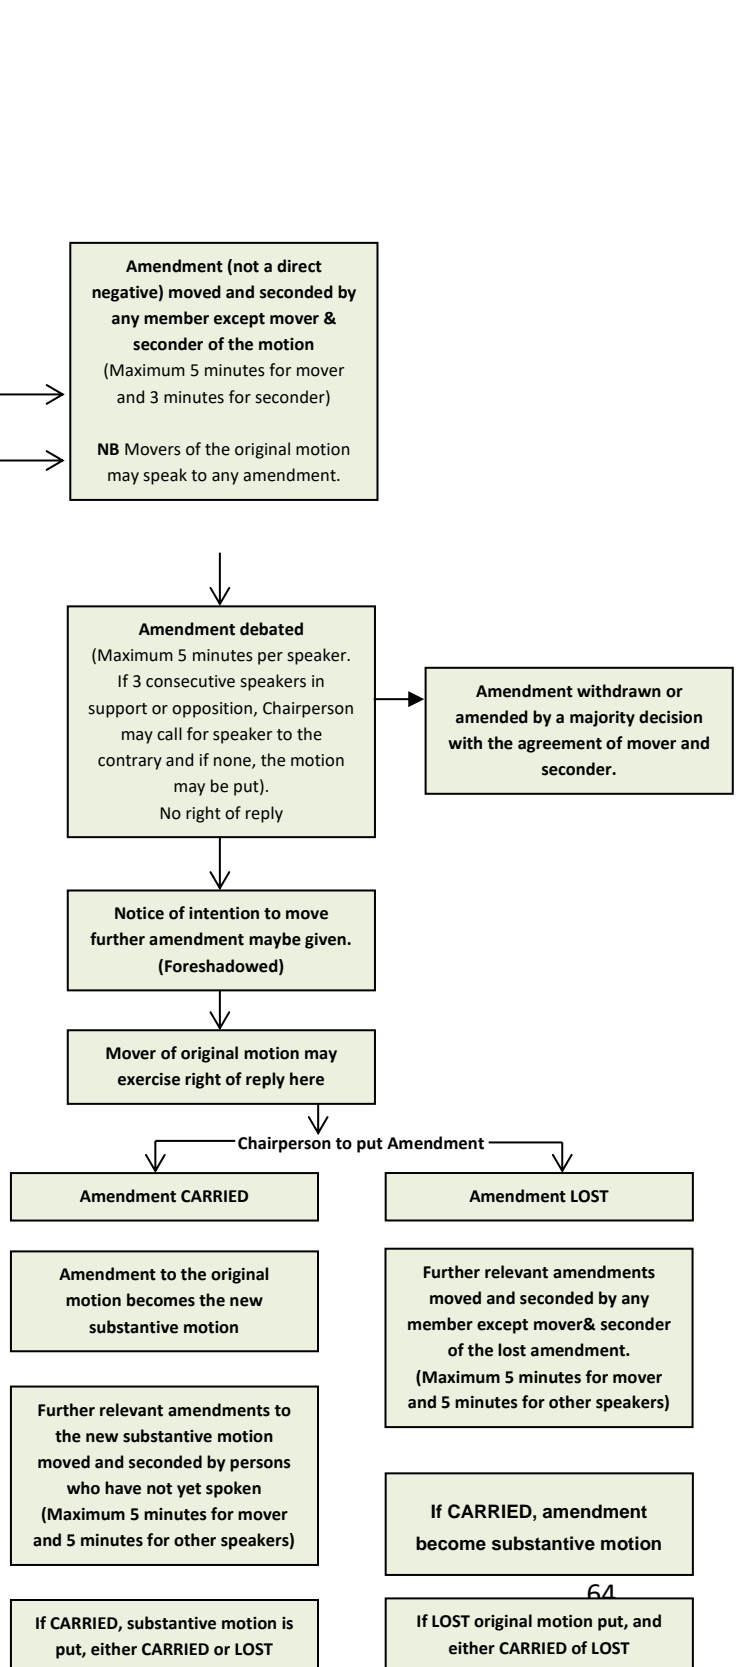 Amendment (not a direct
negative) moved and seconded by
any member except mover &
seconder of the motion
(Maximum 5 minutes for mover
and 3 minutes for seconder)
NB Movers of the original motion
may speak to any amendment.
Amendment debated
(Maximum 5 minutes per speaker.
If 3 consecutive speakers in
support or opposition, Chairperson
may call for speaker to the
contrary and if none, the motion
may be put).
No right of reply
Amendment withdrawn or
amended by a majority decision
with the agreement of mover and
seconder.
Notice of intention to move
further amendment maybe given.
(Foreshadowed)
Mover of original motion may
exercise right of reply here
Chairperson to put Amendment
Amendment CARRIED
Amendment to the original
motion becomes the new
substantive motion
Further relevant amendments to
the new substantive motion
moved and seconded by persons
who have not yet spoken
(Maximum 5 minutes for mover
and 5 minutes for other speakers)
If CARRIED, substantive motion is
put, either CARRIED or LOST
Amendment LOST
Further relevant amendments
moved and seconded by any
member except mover& seconder
of the lost amendment.
(Maximum 5 minutes for mover
and 5 minutes for other speakers)
If CARRIED, amendment
become substantive motion
64
If LOST original motion put, and
either CARRIED of LOST